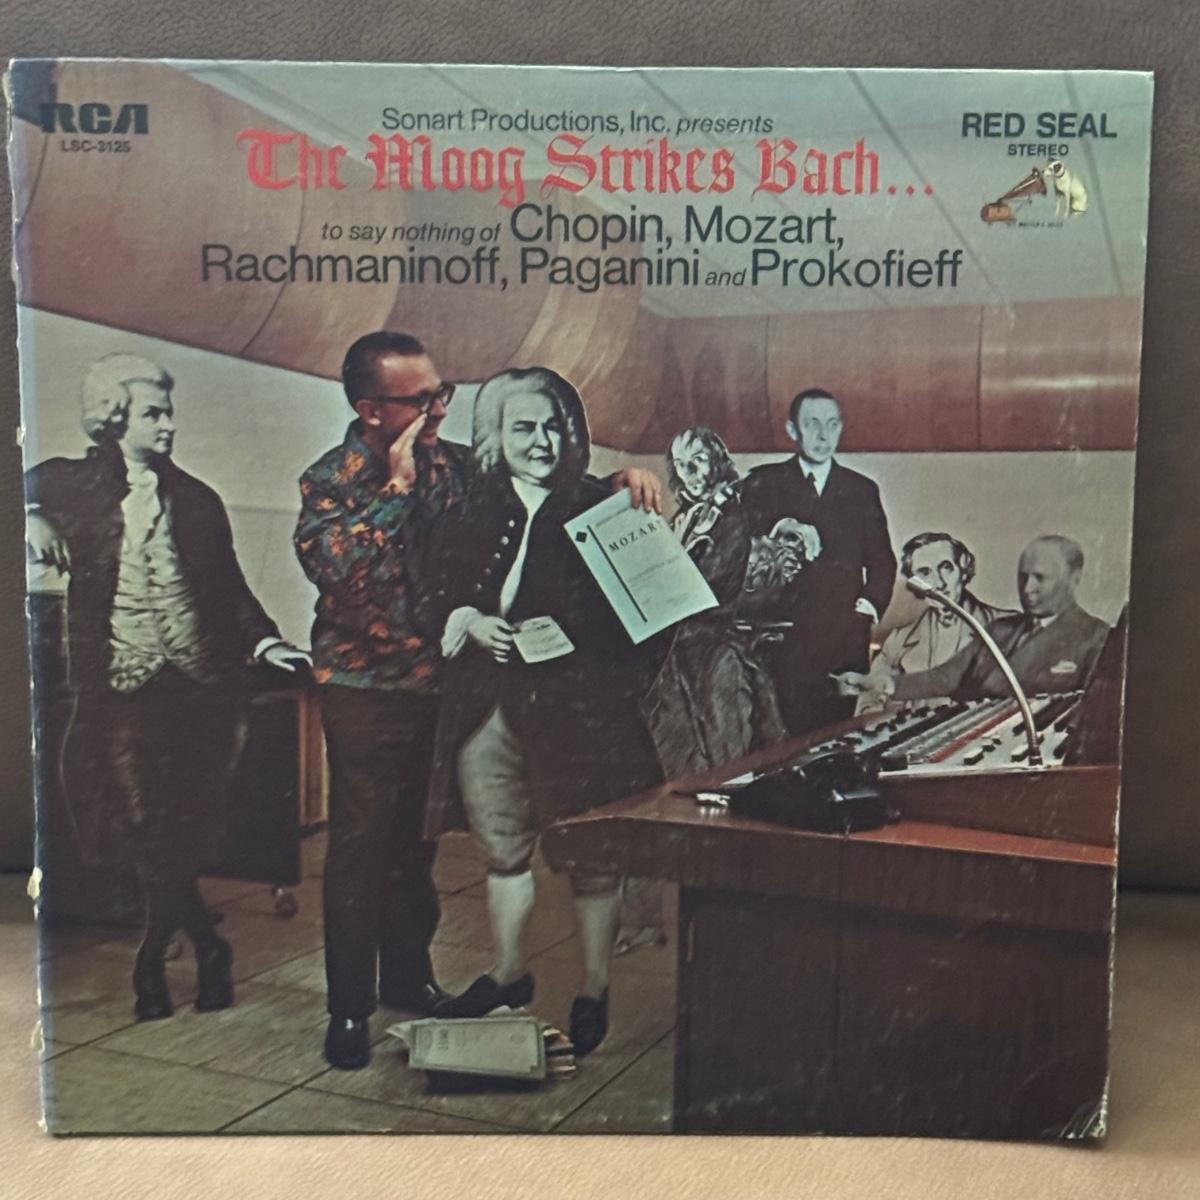 RCA
LSC-3125
Sonart Productions, Inc. presents
The Moog Strikes Bach...
to say nothing of Chopin, Mozart,
Rachmaninoff, Paganini and Prokofieff
RED SEAL
STEREO
MOZART